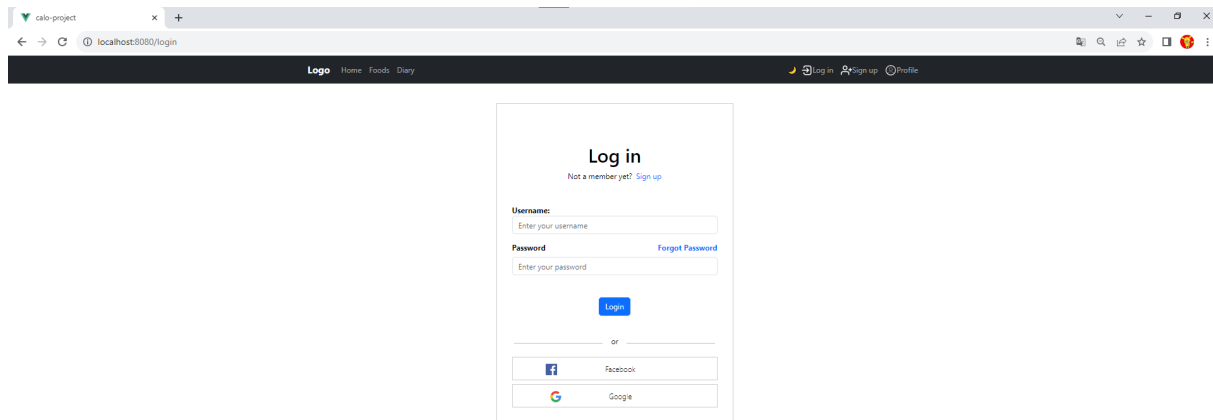 calo-project
localhost:8080/login
Logo Home Foods Diary Log in Sign up Profile
Log in
Not a member yet? Sign up
Username:
Enter your username
Password Forgot Password
Enter your password
Login
or
Facebook
Google